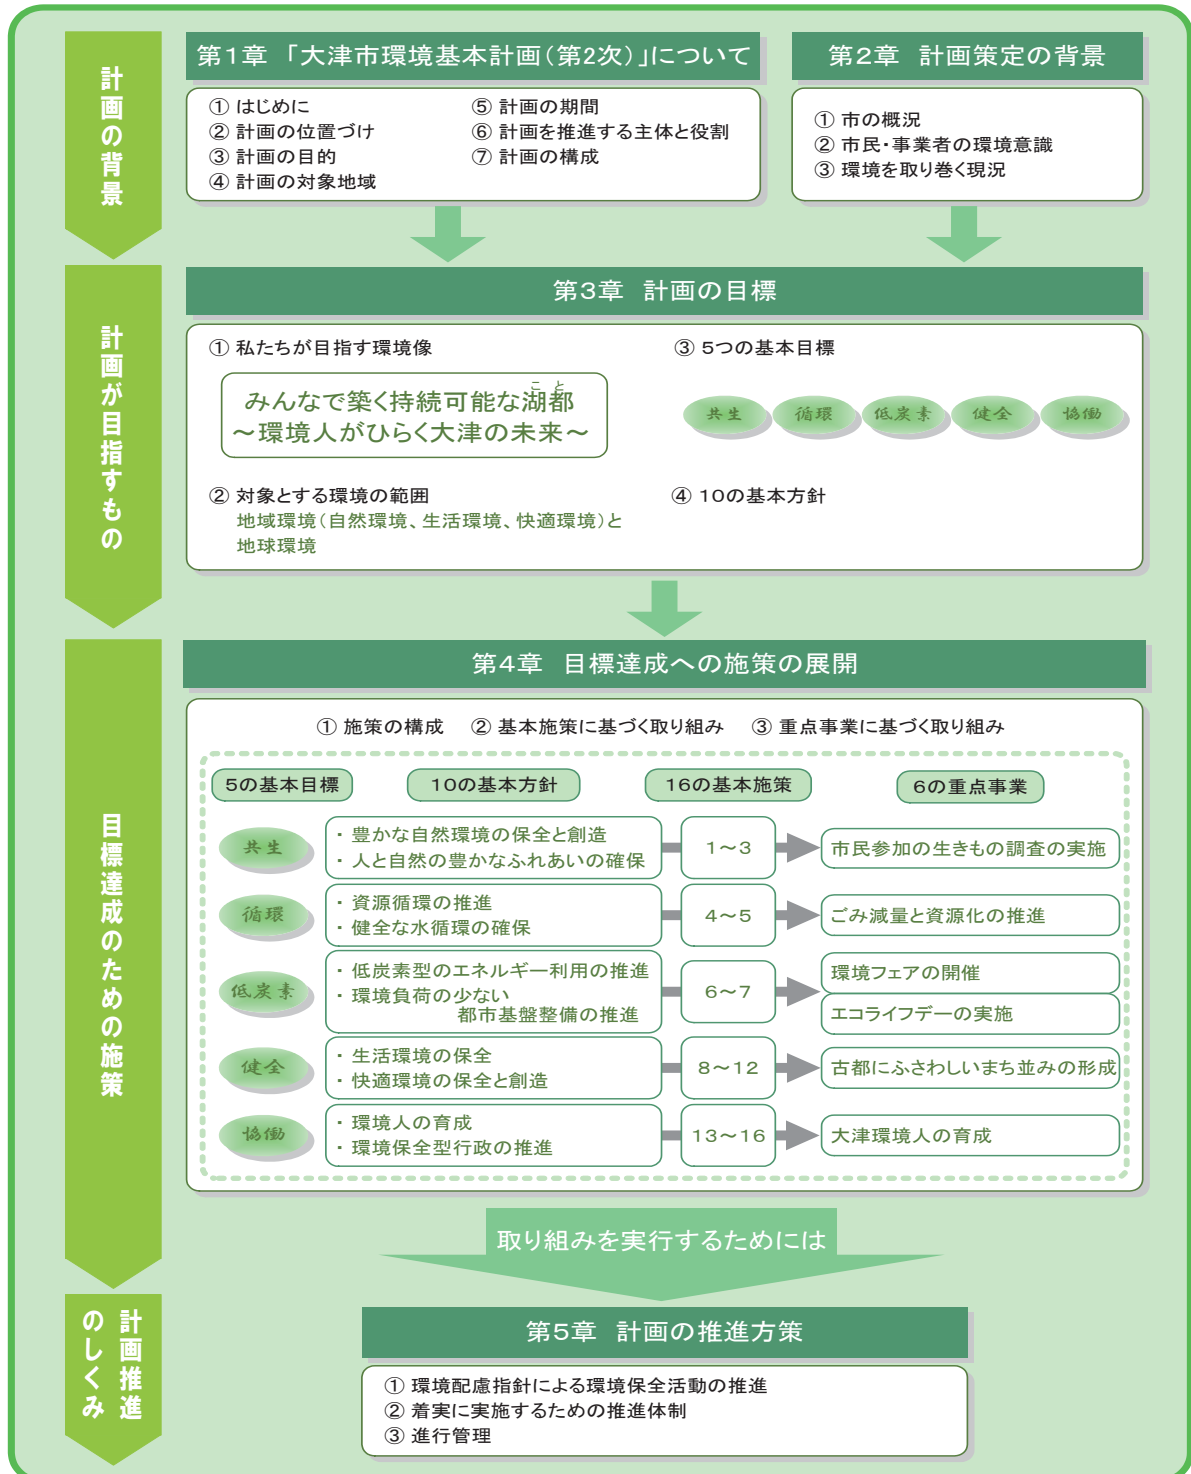 計画の背景
第1章 「大津市環境基本計画（第2次）」について
① はじめに
② 計画の位置づけ
③ 計画の目的
④ 計画の対象地域
⑤ 計画の期間
⑥ 計画を推進する主体と役割
⑦ 計画の構成
第2章 計画策定の背景
① 市の概況
② 市民・事業者の環境意識
③ 環境を取り巻く現況
計画が目指すもの
第3章 計画の目標
① 私たちが目指す環境像
こ と
みんなで築く持続可能な湖都
～環境人がひらく大津の未来～
② 対象とする環境の範囲
地域環境（自然環境、生活環境、快適環境）と
地球環境
③ 5つの基本目標
共生 循環 低炭素 健全 協働
④ 10の基本方針
目標達成のための施策
第4章 目標達成への施策の展開
① 施策の構成 ② 基本施策に基づく取り組み ③ 重点事業に基づく取り組み
5の基本目標 10の基本方針 16の基本施策 6の重点事業
共生
・豊かな自然環境の保全と創造
・人と自然の豊かなふれあいの確保
1～3
市民参加の生きもの調査の実施
循環
・資源循環の推進
・健全な水循環の確保
4～5
ごみ減量と資源化の推進
低炭素
・低炭素型のエネルギー利用の推進
・環境負荷の少ない
都市基盤整備の推進
6～7
環境フェアの開催
エコライフデーの実施
健全
・生活環境の保全
・快適環境の保全と創造
8～12
古都にふさわしいまち並みの形成
協働
・環境人の育成
・環境保全型行政の推進
13～16
大津環境人の育成
取り組みを実行するためには
計画推進
のしくみ
第5章 計画の推進方策
① 環境配慮指針による環境保全活動の推進
② 着実に実施するための推進体制
③ 進行管理